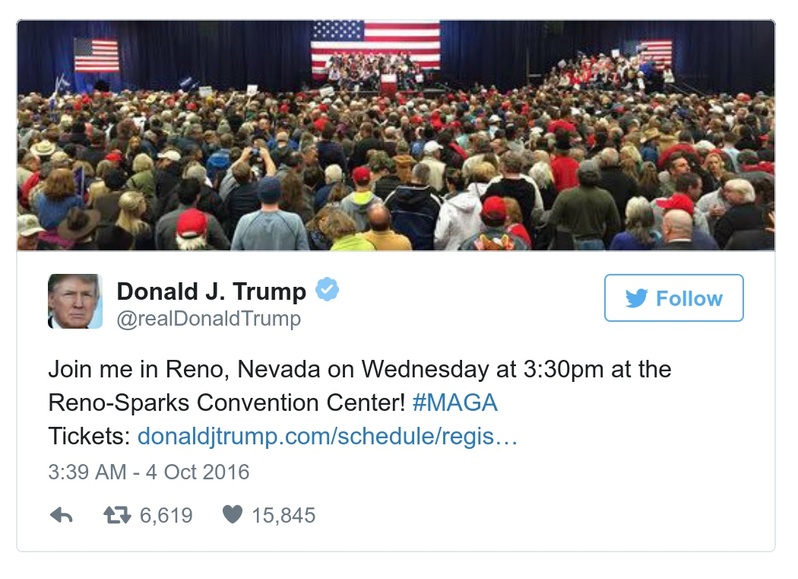 Donald J. Trump
@realDonaldTrump
Follow
Join me in Reno, Nevada on Wednesday at 3:30pm at the
Reno-Sparks Convention Center! #MAGA
Tickets: donaldjtrump.com/schedule/regis…
3:39 AM - 4 Oct 2016
6,619 15,845